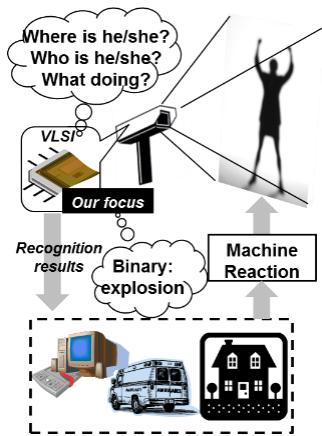 Where is he/she?
Who is he/she?
What doing?
VLSI
Our focus
Recognition
results
Binary:
explosion
Machine
Reaction